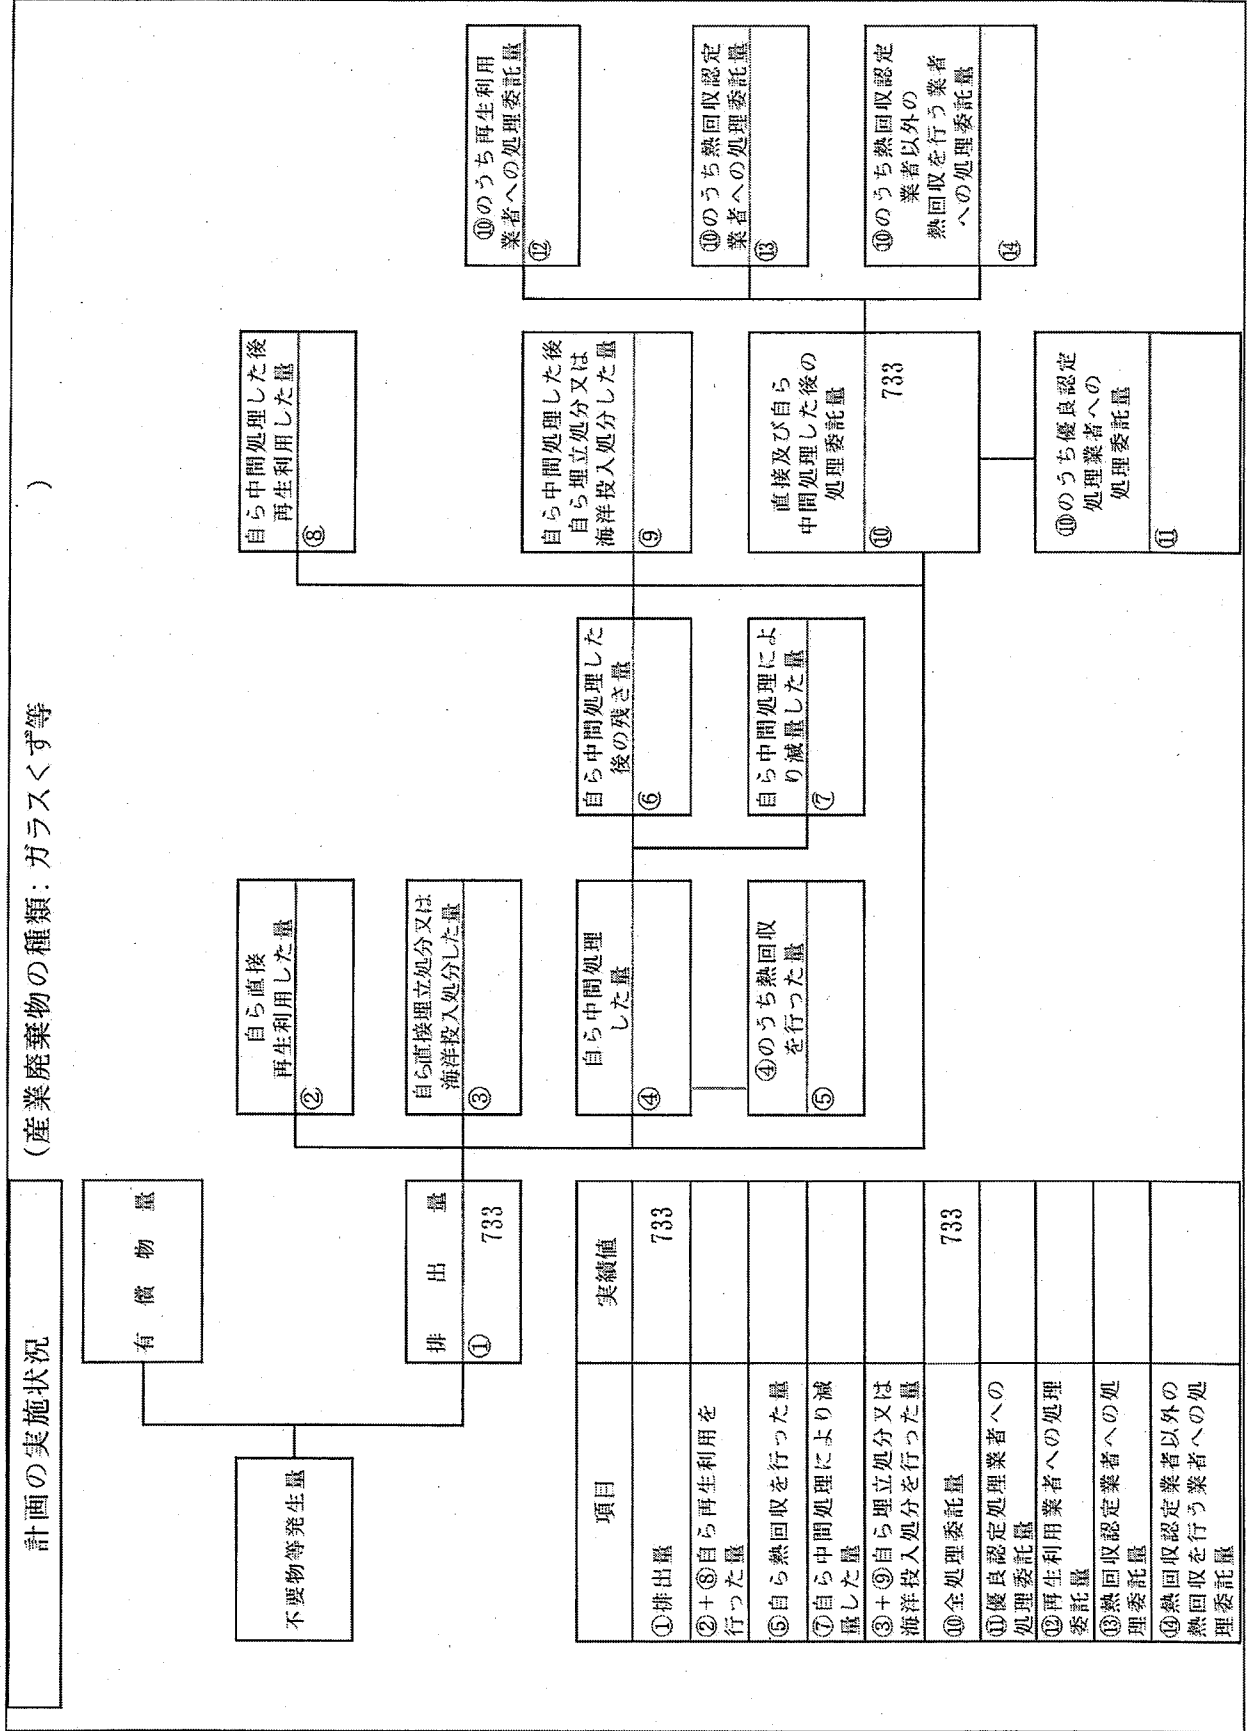 計画の実施状況
(産業廃棄物の種類: ガラスくず等 )
不要物等発生量
有償物量
排出量
① 733
自ら直接
再生利用した量
②
自ら直接埋立処分又は
海洋投入処分した量
③
自ら中間処理
した量
④
④のうち熱回収
を行った量
⑤
自ら中間処理した
後の残さ量
⑥
自ら中間処理によ
り減量した量
⑦
自ら中間処理した後
再生利用した量
⑧
自ら中間処理した後
自ら埋立処分又は
海洋投入処分した量
⑨
直接及び自ら
中間処理した後の
処理委託量
⑩ 733
⑩のうち優良認定
処理業者への
処理委託量
⑪
⑩のうち再生利用
業者への処理委託量
⑫
⑩のうち熱回収認定
業者への処理委託量
⑬
⑩のうち熱回収認定
業者以外の
熱回収を行う業者
への処理委託量
⑭
項目 実績値
①排出量 733
②+⑧自ら再生利用を
行った量
⑤自ら熱回収を行った量
⑦自ら中間処理により減
量した量
③+⑨自ら埋立処分又は
海洋投入処分を行った量
⑩全処理委託量 733
⑪優良認定処理業者への
処理委託量
⑫再生利用業者への処理
委託量
⑬熱回収認定業者への処
理委託量
⑭熱回収認定業者以外の
熱回収を行う業者への処
理委託量